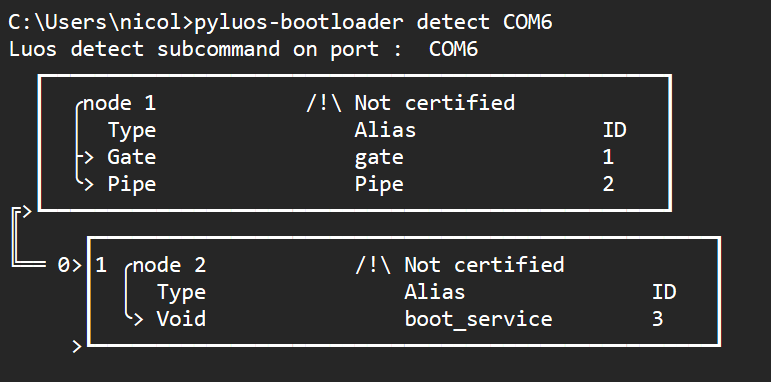 C:\Users\nicol>pyluos-bootloader detect COM6
Luos detect subcommand on port :  COM6
╭node 1            /!\ Not certified
│  Type                Alias               ID
├> Gate                gate                1
╰> Pipe                Pipe                2
╔>
╚══ 0>┃1 ╭node 2            /!\ Not certified
│  Type                Alias               ID
╰> Void                boot_service        3
>